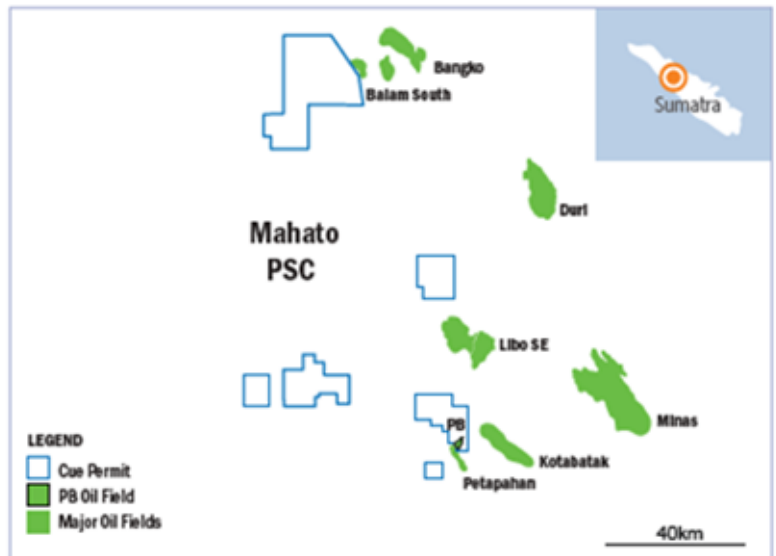 Bangko
Balam South
Sumatra
Duri
Mahato
PSC
Libo SE
Minas
PB
Kotabatak
Petapahan
LEGEND
Cue Permit
PB Oil Field
Major Oil Fields
40km